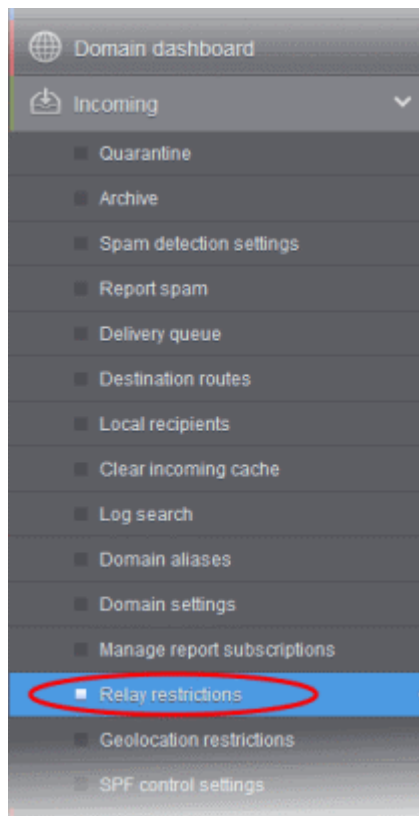 Domain dashboard
Incoming
Quarantine
Archive
Spam detection settings
Report spam
Delivery queue
Destination routes
Local recipients
Clear incoming cache
Log search
Domain aliases
Domain settings
Manage report subscriptions
Relay restrictions
Geolocation restrictions
SPF control settings